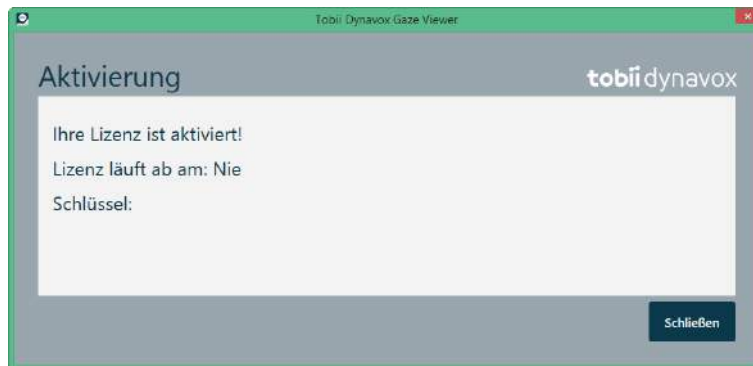 Tobii Dynavox Gaze Viewer
Aktivierung
tobii dynavox
Ihre Lizenz ist aktiviert!
Lizenz läuft ab am: Nie
Schlüssel:
Schließen